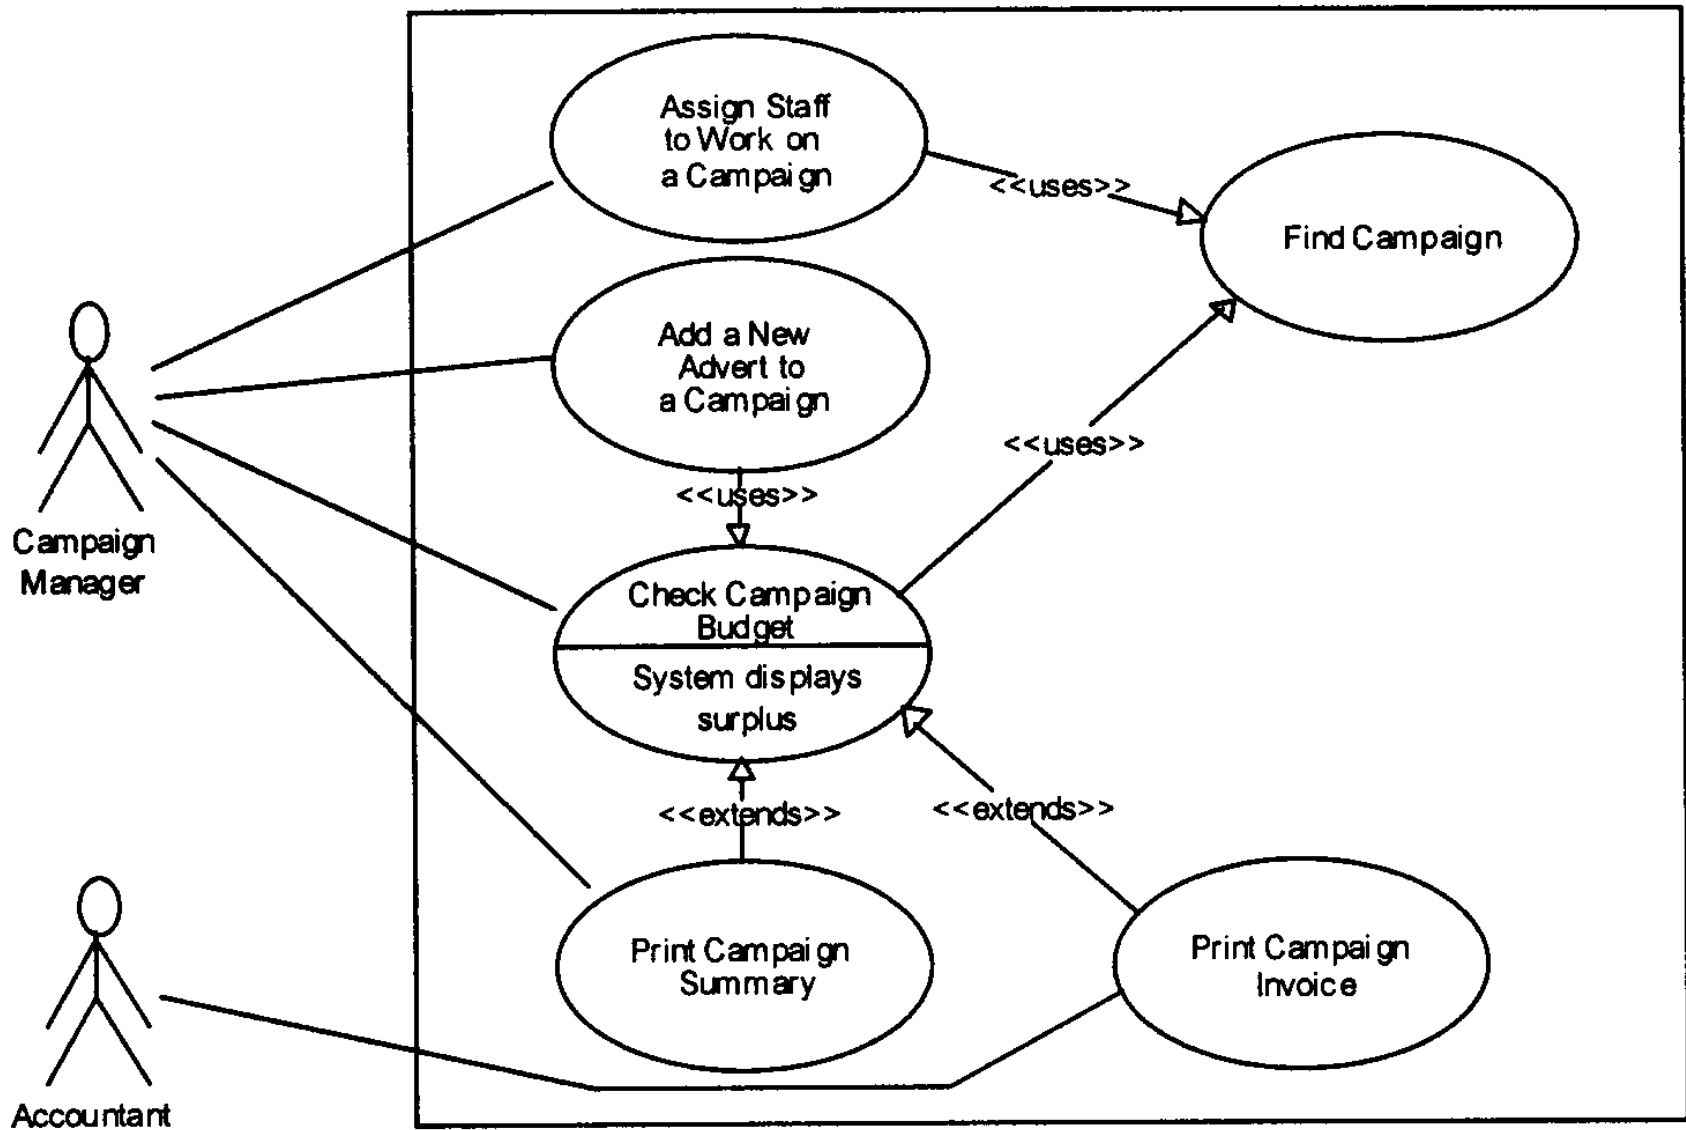 Assign Staff
to Work on
a Campaign
<<uses>>
Find Campaign
Add a New
Advert to
a Campaign
<<uses>>
<<uses>>
Campaign
Manager
Check Campaign
Budget
System displays
surplus
<<extends>>
<<extends>>
Print Campaign
Summary
Print Campaign
Invoice
Accountant